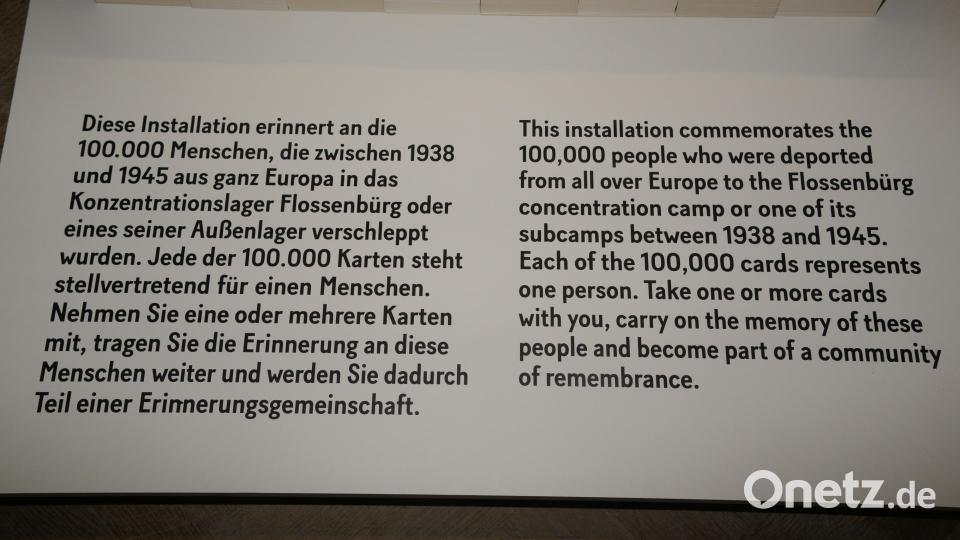 Diese Installation erinnert an die
100.000 Menschen, die zwischen 1938
und 1945 aus ganz Europa in das
Konzentrationslager Flossenbürg oder
eines seiner Außenlager verschleppt
wurden. Jede der 100.000 Karten steht
stellvertretend für einen Menschen.
Nehmen Sie eine oder mehrere Karten
mit, tragen Sie die Erinnerung an diese
Menschen weiter und werden Sie dadurch
Teil einer Erinnerungsgemeinschaft.
This installation commemorates the
100,000 people who were deported
from all over Europe to the Flossenbürg
concentration camp or one of its
subcamps between 1938 and 1945.
Each of the 100,000 cards represents
one person. Take one or more cards
with you, carry on the memory of these
people and become part of a community
of remembrance.
Onetz.de